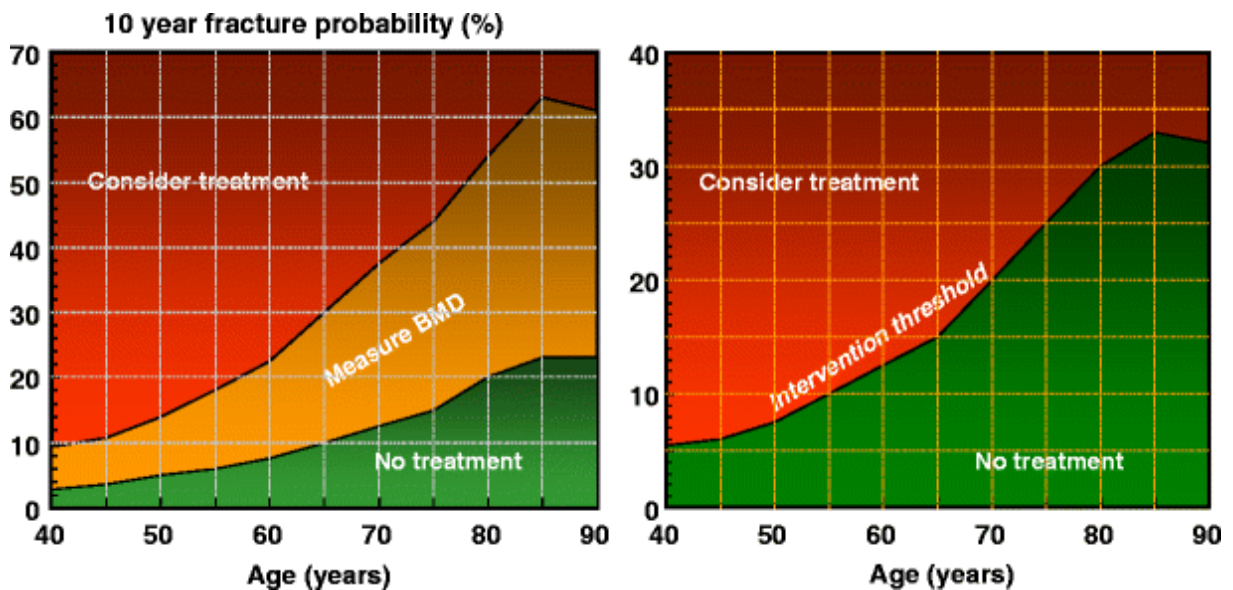 10 year fracture probability (%)
70
60
50
40
30
20
10
0
Consider treatment
Measure BMD
No treatment
40 50 60 70 80 90
Age (years)
40
30
20
10
0
Consider treatment
Intervention threshold
No treatment
40 50 60 70 80 90
Age (years)